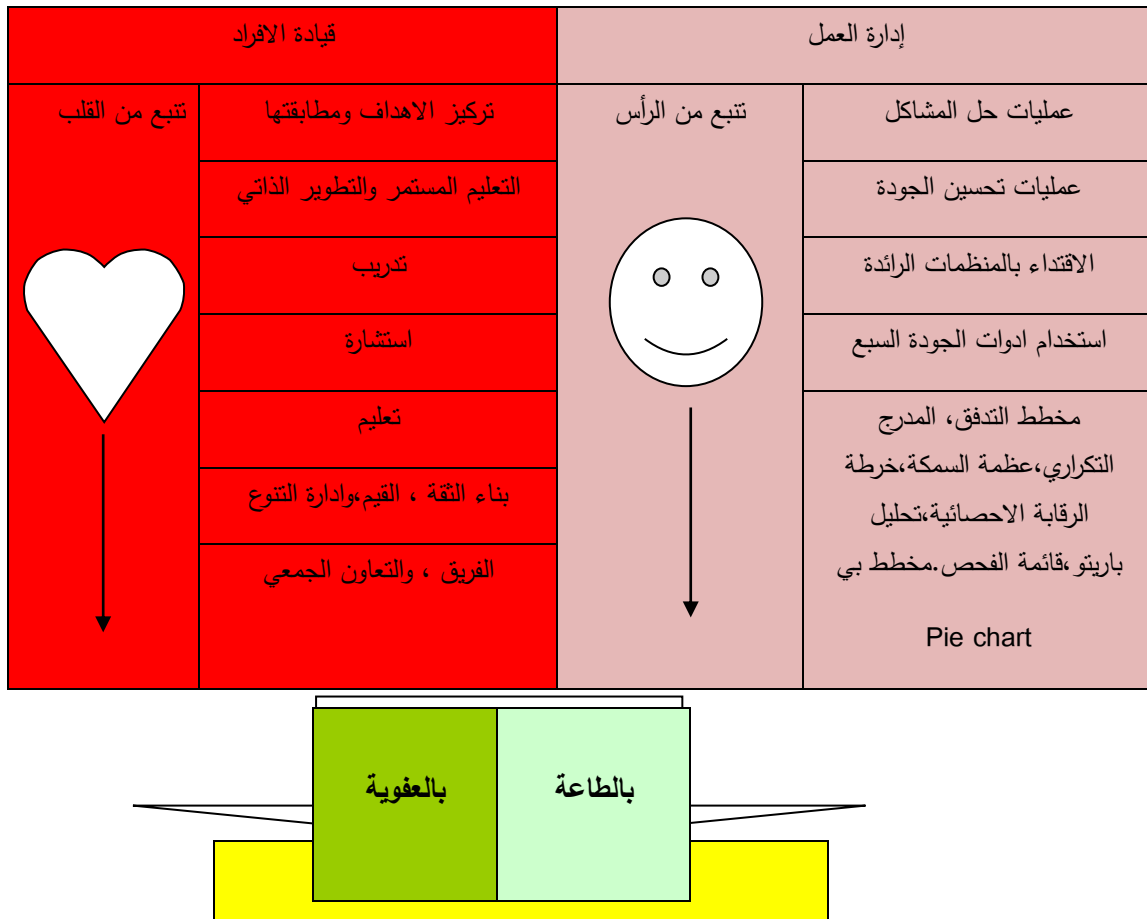 إدارة العمل
قيادة الافراد
تنبع من الرأس
عمليات حل المشاكل
عمليات تحسين الجودة
الاقتداء بالمنظمات الرائدة
استخدام ادوات الجودة السبع
مخطط التدفق، المدرج
التكراري،عظمة السمكة،خرطة
الرقابة الاحصائية،تحليل
باريتو،قائمة الفحص.مخطط بي
Pie chart
تنبع من القلب
تركيز الاهداف ومطابقتها
التعليم المستمر والتطوير الذاتي
تدريب
استشارة
تعليم
بناء الثقة ، القيم،وادارة التنوع
الفريق ، والتعاون الجمعي
بالطاعة
بالعفوية